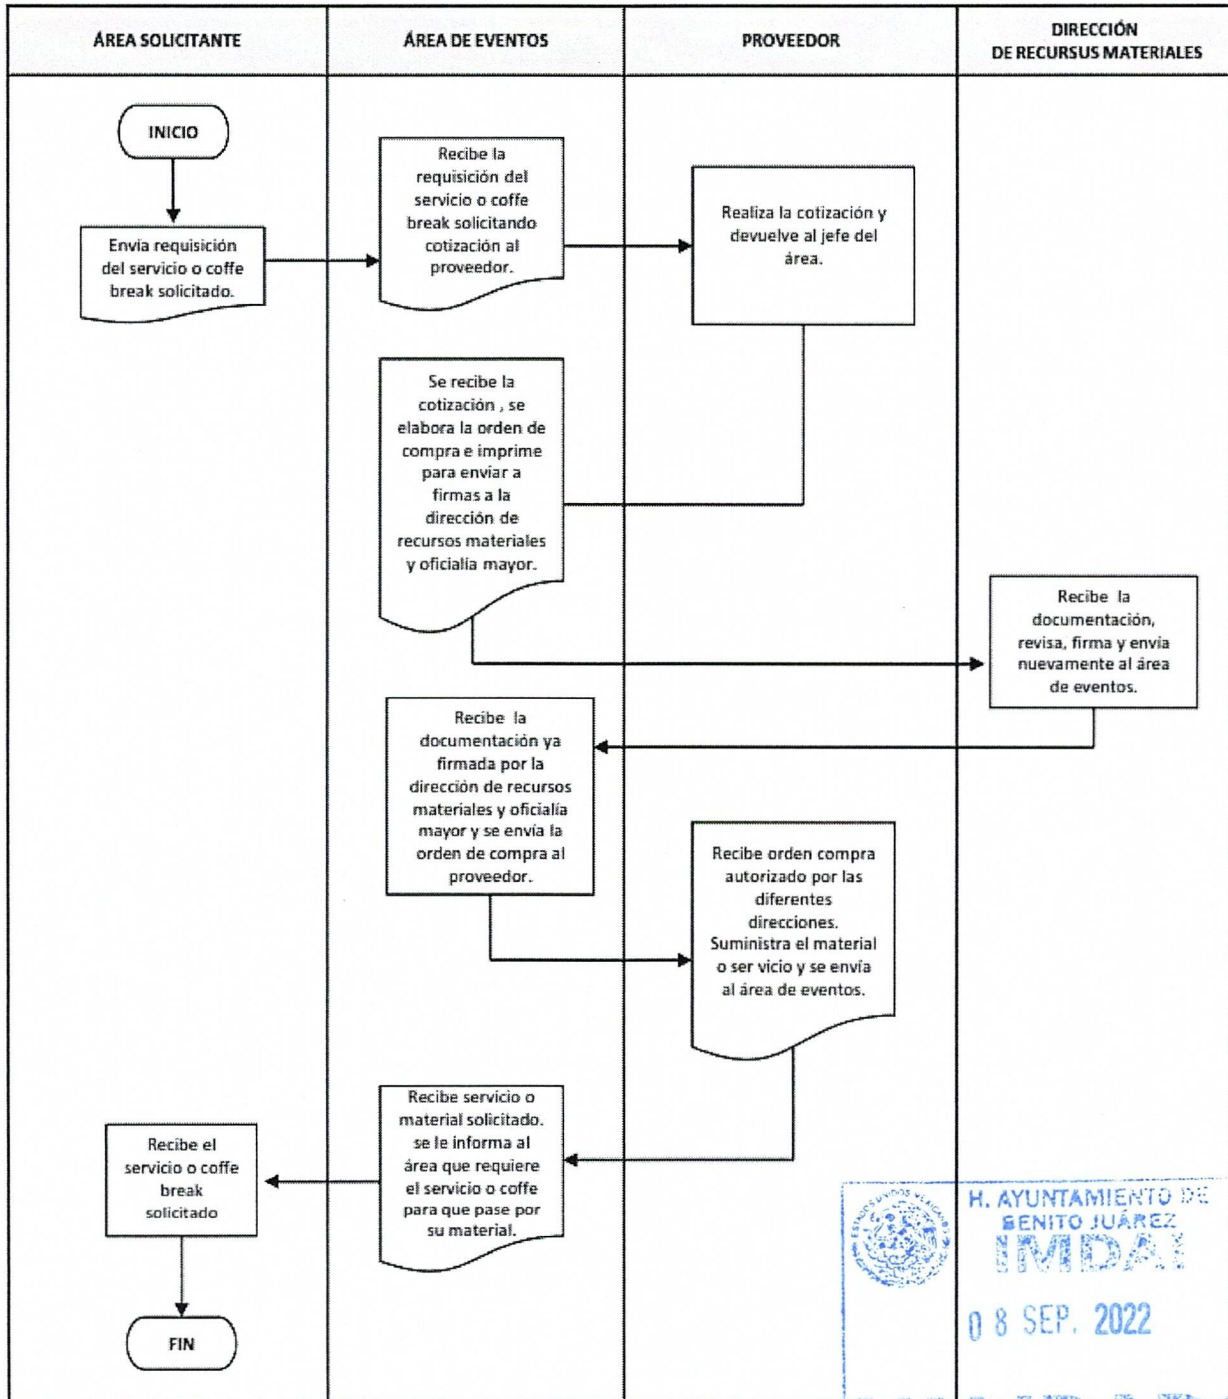 ÁREA SOLICITANTE
ÁREA DE EVENTOS
PROVEEDOR
DIRECCIÓN
DE RECURSUS MATERIALES
INICIO
Envía requisición
del servicio o coffe
break solicitado.
Recibe la
requisición del
servicio o coffe
break solicitando
cotización al
proveedor.
Realiza la cotización y
devuelve al jefe del
área.
Se recibe la
cotización , se
elabora la orden de
compra e imprime
para enviar a
firmas a la
dirección de
recursos materiales
y oficialía mayor.
Recibe la
documentación,
revisa, firma y envía
nuevamente al área
de eventos.
Recibe la
documentación ya
firmada por la
dirección de recursos
materiales y oficialía
mayor y se envía la
orden de compra al
proveedor.
Recibe orden compra
autorizado por las
diferentes
direcciones.
Suministra el material
o ser vicio y se envía
al área de eventos.
Recibe servicio o
material solicitado.
se le informa al
área que requiere
el servicio o coffe
para que pase por
su material.
Recibe el
servicio o coffe
break
solicitado
FIN
ESTADOS UNIDOS MEXICANOS
H. AYUNTAMIENTO DE
BENITO JUÁREZ
IMDAI
08 SEP. 2022